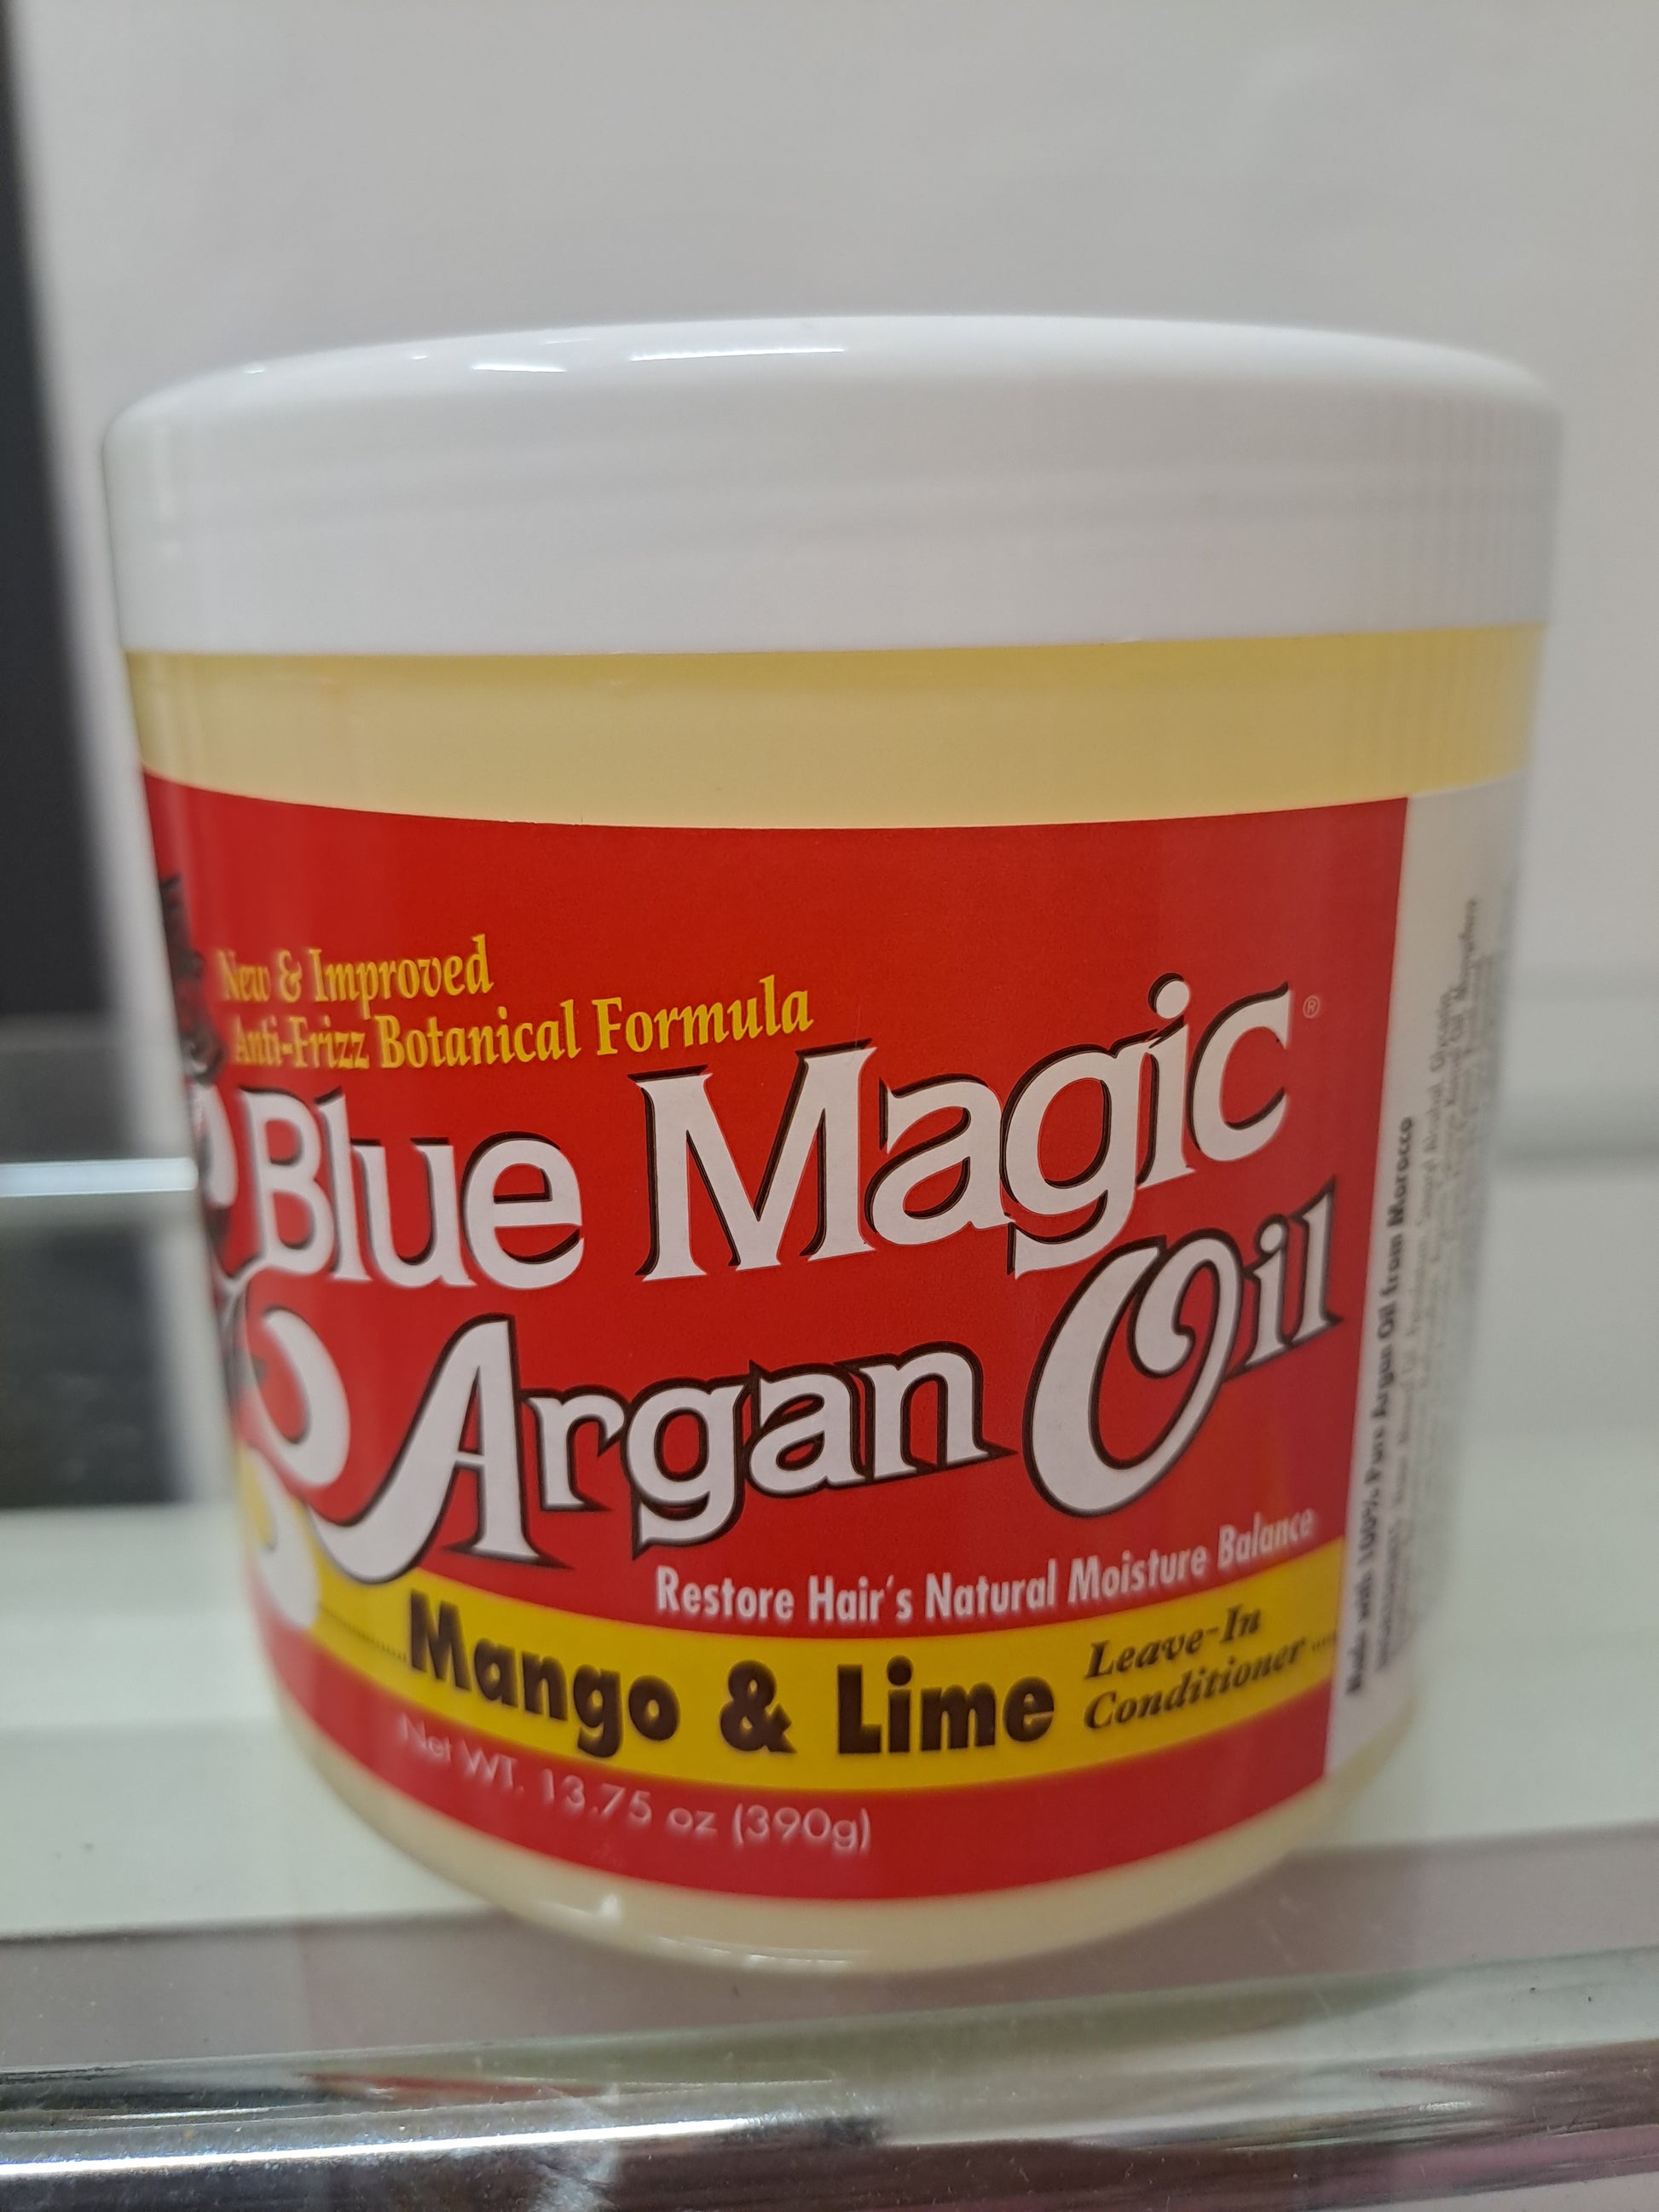 New & Improved
Anti-Frizz Botanical Formula
Blue Magic®
Argan Oil
Restore Hair's Natural Moisture Balance
Mango & Lime
Leave-In
Conditioner
Net WT. 13.75 oz (390g)
Made with 100% Pure Argan Oil from Morocco